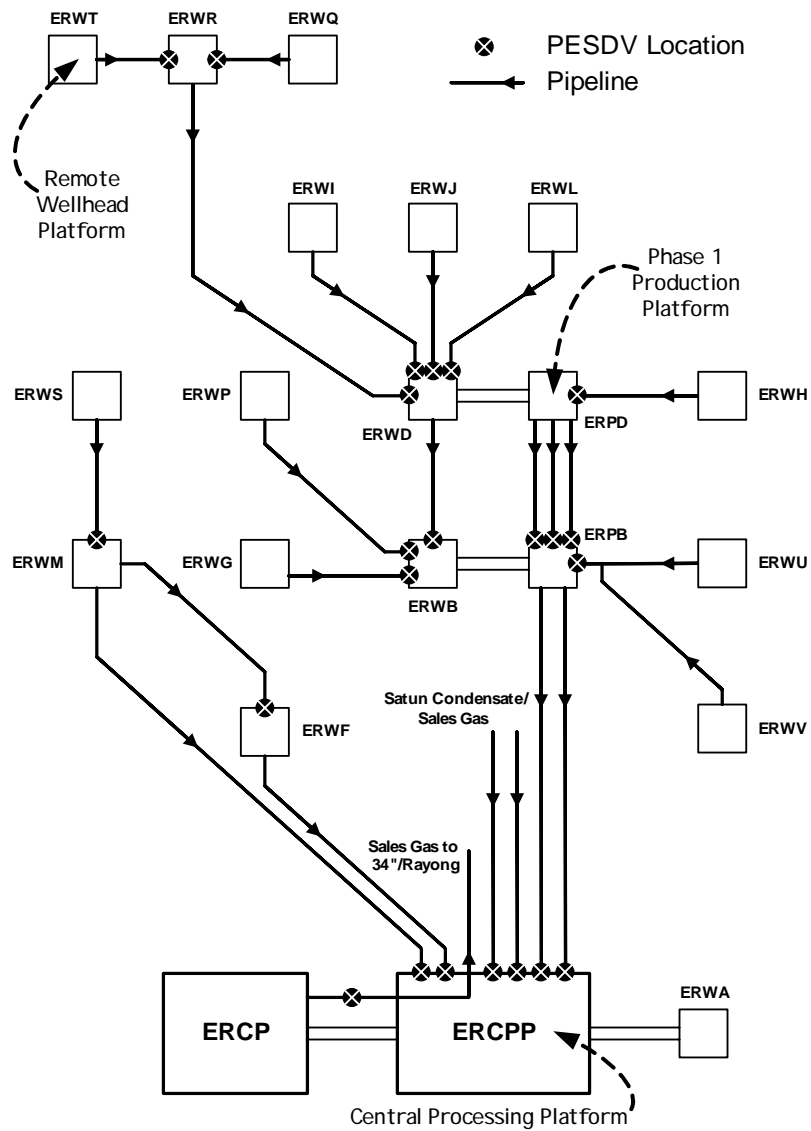 ERWT
ERWR
ERWQ
PESDV Location
Pipeline
Remote
Wellhead
Platform
ERWI
ERWJ
ERWL
Phase 1
Production
Platform
ERWS
ERWP
ERWD
ERPD
ERWH
ERWM
ERWG
ERWB
ERPB
ERWU
Satun Condensate/
Sales Gas
ERWF
ERWV
Sales Gas to
34"/Rayong
ERCP
ERCPP
ERWA
Central Processing Platform